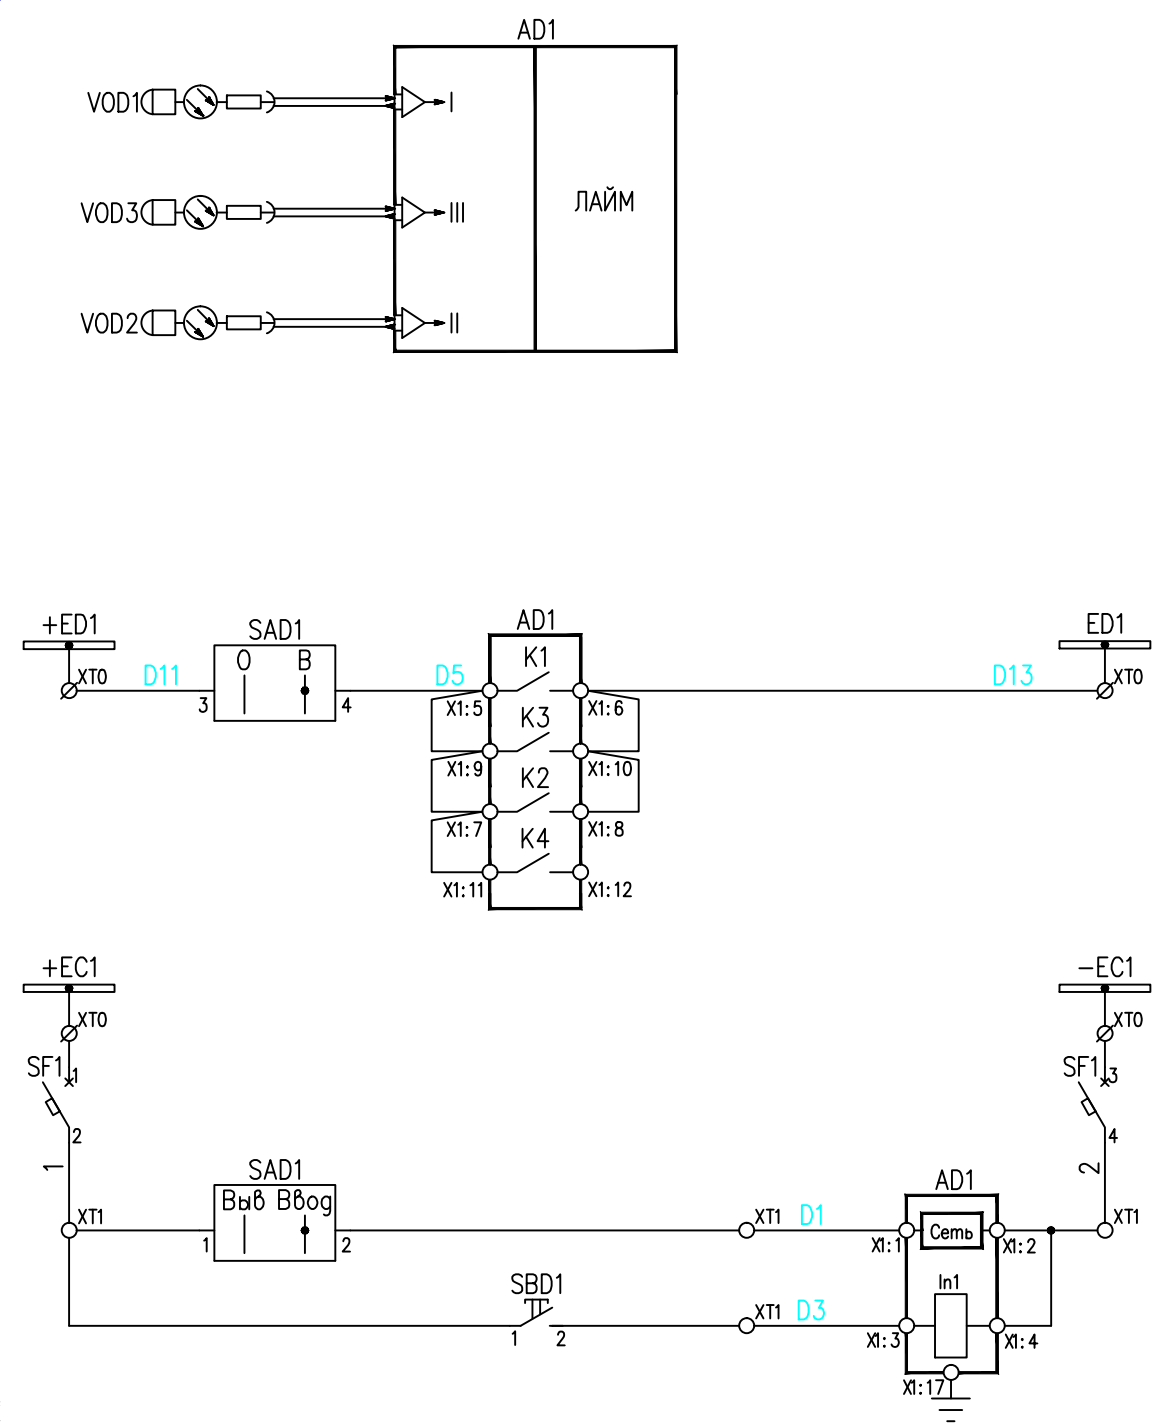 AD1
VOD1 I
VOD3 III
ЛАЙМ
VOD2 II
+ED1 SAD1 AD1 ED1
XT0 D11 O B D5 K1 D13 XT0
3 4 X1:5 X1:6
K3
X1:9 X1:10
K2
X1:7 X1:8
K4
X1:11 X1:12
+EC1 -EC1
XT0 XT0
SF1 1 SF1 3
2 4
1 2
SAD1 AD1
XT1 Выв Ввод XT1 D1 Сеть XT1
1 2 X1:1 X1:2
SBD1 In1
XT1 D3
1 2 X1:3 X1:4
X1:17